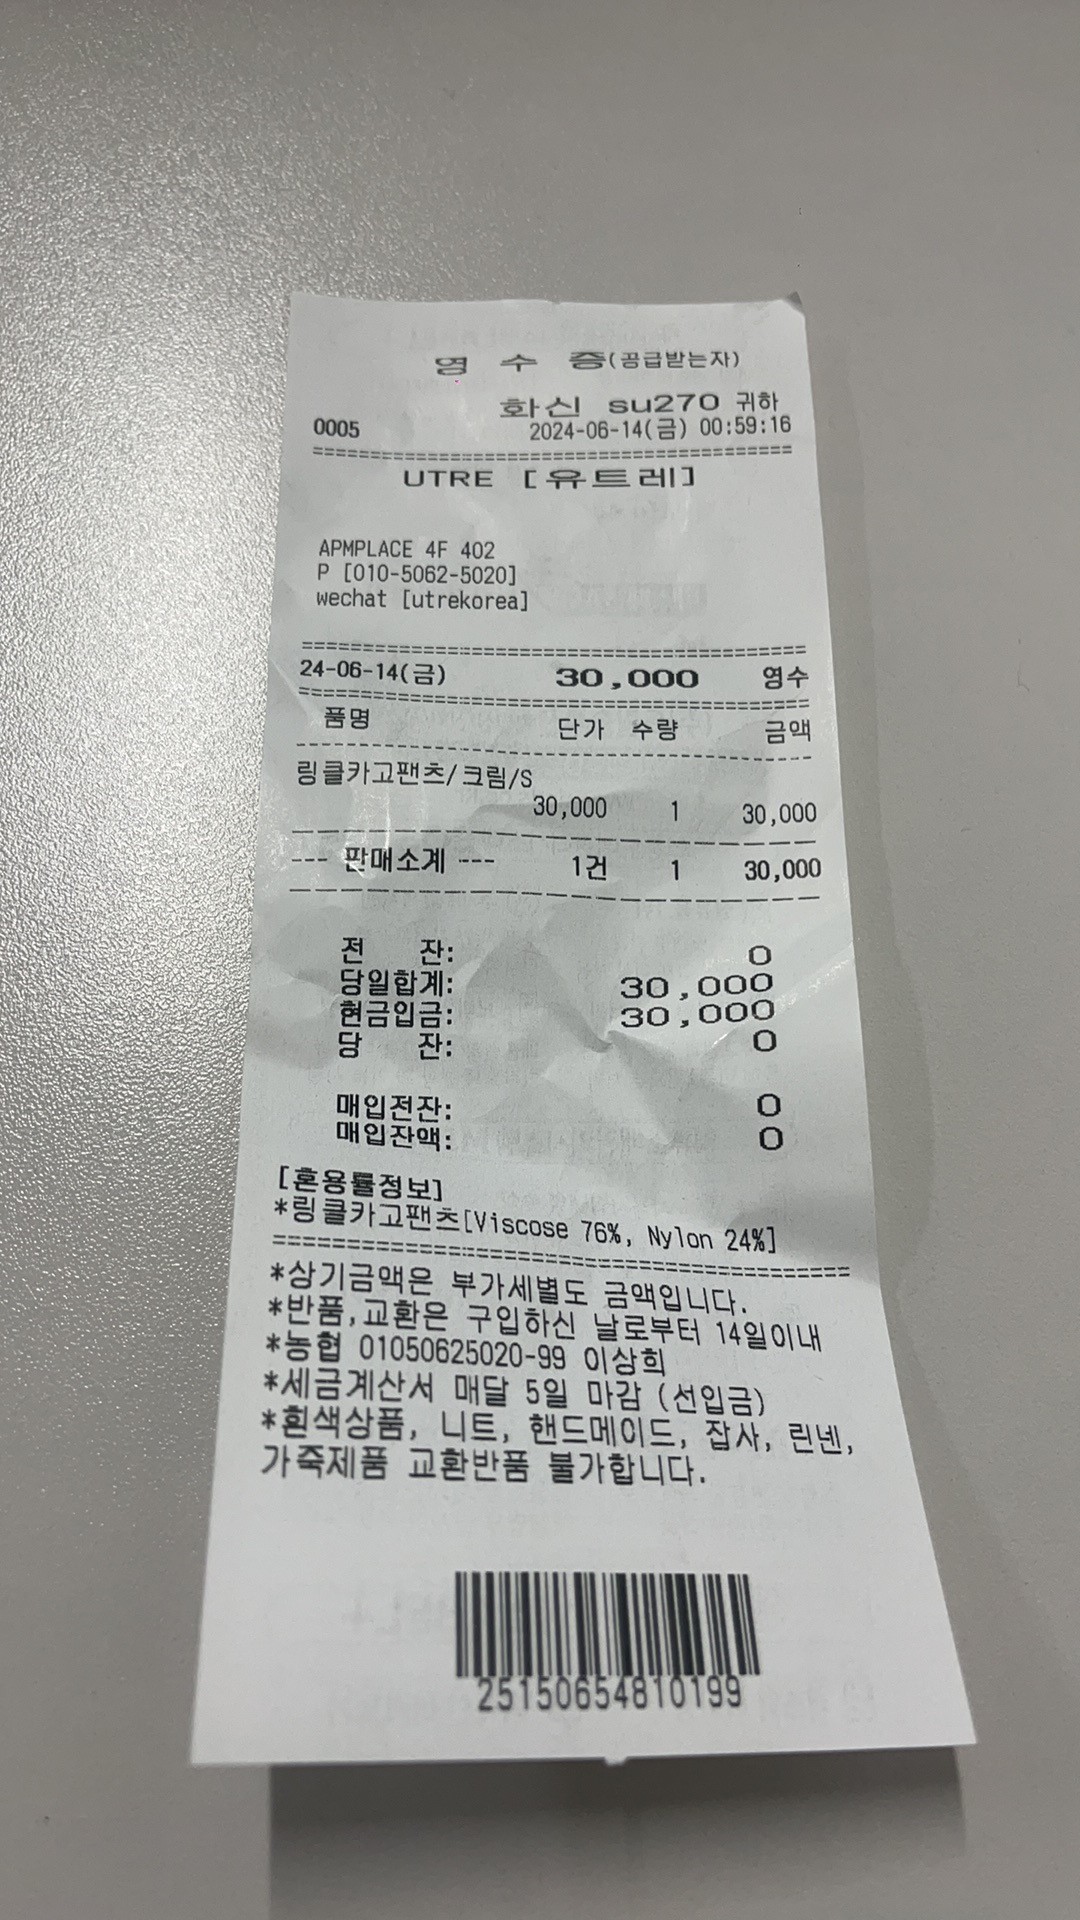 영 수 증(공급받는자)
화신 su270 귀하
0005 2024-06-14(금) 00:59:16
================================================
UTRE [유트레]
APMPLACE 4F 402
P [010-5062-5020]
wechat [utrekorea]
================================================
24-06-14(금) 30,000 영수
================================================
품명 단가 수량 금액
------------------------------------------------
링클카고팬츠/크림/S
30,000 1 30,000
------------------------------------------------
--- 판매소계 --- 1건 1 30,000
------------------------------------------------
전 잔: 0
당일합계: 30,000
현금입금: 30,000
당 잔: 0
매입전잔: 0
매입잔액: 0
[혼용률정보]
*링클카고팬츠[Viscose 76%, Nylon 24%]
================================================
*상기금액은 부가세별도 금액입니다.
*반품,교환은 구입하신 날로부터 14일이내
*농협 01050625020-99 이상희
*세금계산서 매달 5일 마감 (선입금)
*흰색상품, 니트, 핸드메이드, 잡사, 린넨,
가죽제품 교환반품 불가합니다.
25150654810199